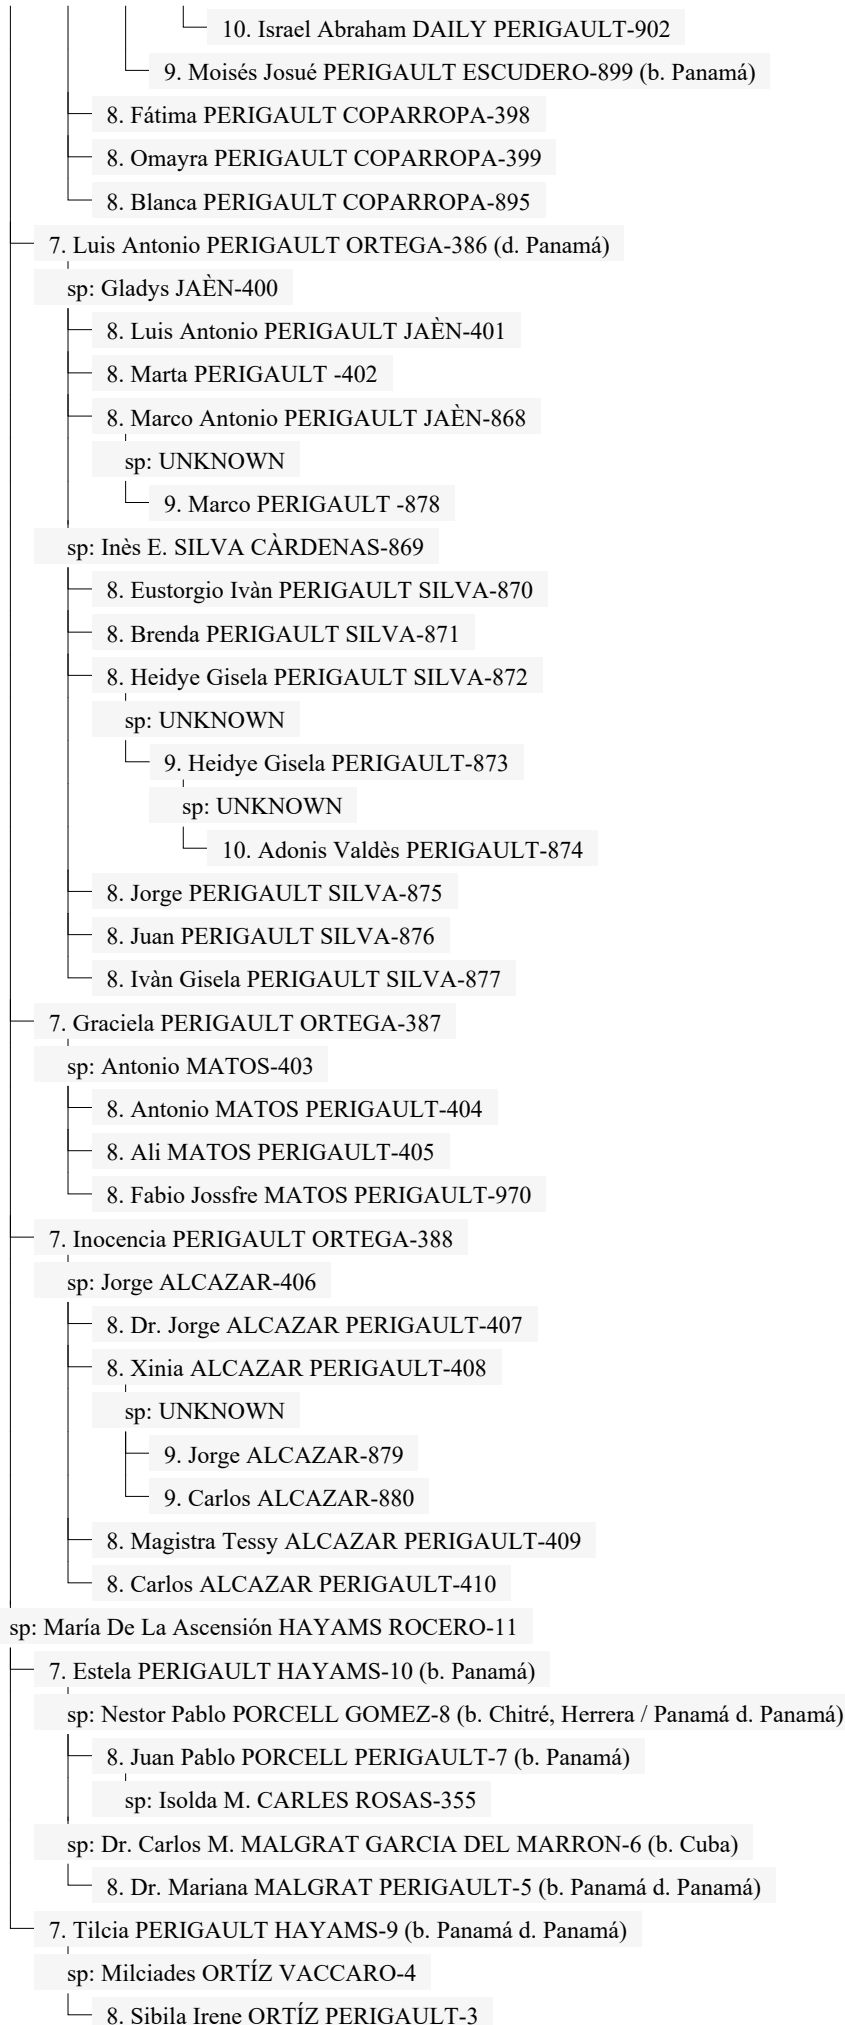 10. Israel Abraham DAILY PERIGAULT-902
9. Moisés Josué PERIGAULT ESCUDERO-899 (b. Panamá)
8. Fátima PERIGAULT COPARROPA-398
8. Omayra PERIGAULT COPARROPA-399
8. Blanca PERIGAULT COPARROPA-895
7. Luis Antonio PERIGAULT ORTEGA-386 (d. Panamá)
sp: Gladys JAÈN-400
8. Luis Antonio PERIGAULT JAÈN-401
8. Marta PERIGAULT -402
8. Marco Antonio PERIGAULT JAÈN-868
sp: UNKNOWN
9. Marco PERIGAULT -878
sp: Inès E. SILVA CÀRDENAS-869
8. Eustorgio Ivàn PERIGAULT SILVA-870
8. Brenda PERIGAULT SILVA-871
8. Heidye Gisela PERIGAULT SILVA-872
sp: UNKNOWN
9. Heidye Gisela PERIGAULT-873
sp: UNKNOWN
10. Adonis Valdès PERIGAULT-874
8. Jorge PERIGAULT SILVA-875
8. Juan PERIGAULT SILVA-876
8. Ivàn Gisela PERIGAULT SILVA-877
7. Graciela PERIGAULT ORTEGA-387
sp: Antonio MATOS-403
8. Antonio MATOS PERIGAULT-404
8. Ali MATOS PERIGAULT-405
8. Fabio Jossfre MATOS PERIGAULT-970
7. Inocencia PERIGAULT ORTEGA-388
sp: Jorge ALCAZAR-406
8. Dr. Jorge ALCAZAR PERIGAULT-407
8. Xinia ALCAZAR PERIGAULT-408
sp: UNKNOWN
9. Jorge ALCAZAR-879
9. Carlos ALCAZAR-880
8. Magistra Tessy ALCAZAR PERIGAULT-409
8. Carlos ALCAZAR PERIGAULT-410
sp: María De La Ascensión HAYAMS ROCERO-11
7. Estela PERIGAULT HAYAMS-10 (b. Panamá)
sp: Nestor Pablo PORCELL GOMEZ-8 (b. Chitré, Herrera / Panamá d. Panamá)
8. Juan Pablo PORCELL PERIGAULT-7 (b. Panamá)
sp: Isolda M. CARLES ROSAS-355
sp: Dr. Carlos M. MALGRAT GARCIA DEL MARRON-6 (b. Cuba)
8. Dr. Mariana MALGRAT PERIGAULT-5 (b. Panamá d. Panamá)
7. Tilcia PERIGAULT HAYAMS-9 (b. Panamá d. Panamá)
sp: Milciades ORTÍZ VACCARO-4
8. Sibila Irene ORTÍZ PERIGAULT-3